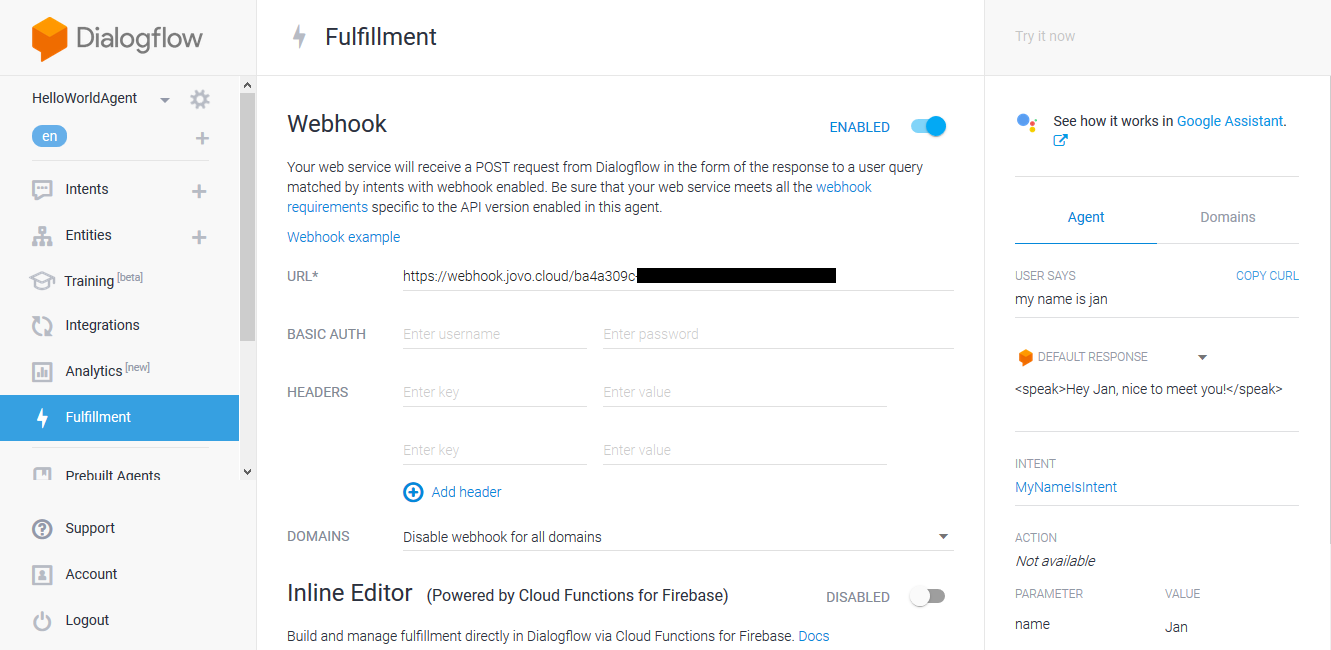 Dialogflow
HelloWorldAgent
en
Intents
Entities
Training [beta]
Integrations
Analytics [new]
Fulfillment
Prebuilt Agents
Support
Account
Logout
Fulfillment
Webhook
ENABLED
Your web service will receive a POST request from Dialogflow in the form of the response to a user query
matched by intents with webhook enabled. Be sure that your web service meets all the webhook
requirements specific to the API version enabled in this agent.
Webhook example
URL* https://webhook.jovo.cloud/ba4a309c-
BASIC AUTH Enter username Enter password
HEADERS Enter key Enter value
Enter key Enter value
Add header
DOMAINS Disable webhook for all domains
Inline Editor (Powered by Cloud Functions for Firebase) DISABLED
Build and manage fulfillment directly in Dialogflow via Cloud Functions for Firebase. Docs
Try it now
See how it works in Google Assistant.
Agent Domains
USER SAYS COPY CURL
my name is jan
DEFAULT RESPONSE
<speak>Hey Jan, nice to meet you!</speak>
INTENT
MyNameIsIntent
ACTION
Not available
PARAMETER VALUE
name Jan